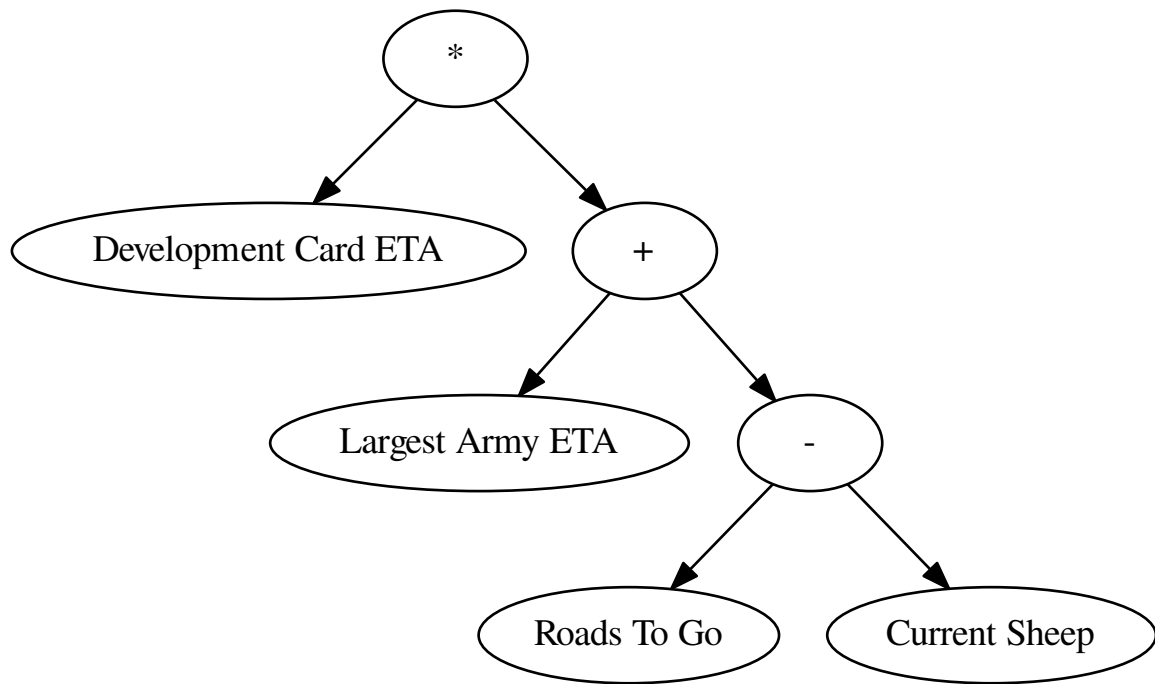 *
Development Card ETA
+
Largest Army ETA
-
Roads To Go
Current Sheep